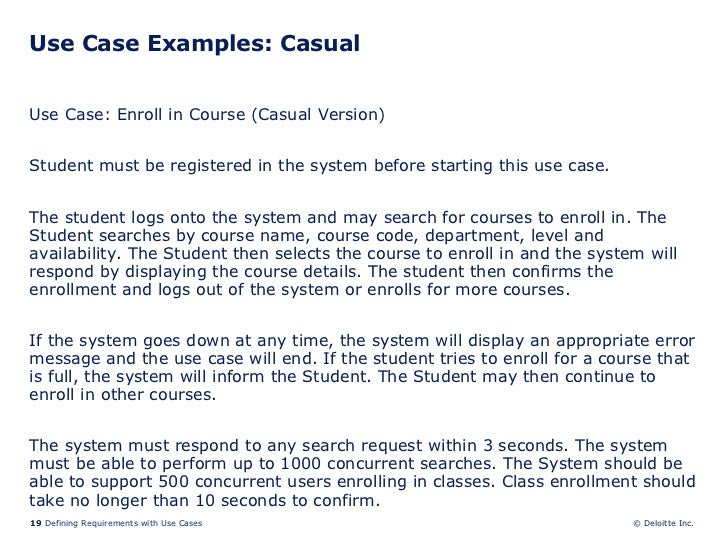 Use Case Examples: Casual
Use Case: Enroll in Course (Casual Version)
Student must be registered in the system before starting this use case.
The student logs onto the system and may search for courses to enroll in. The
Student searches by course name, course code, department, level and
availability. The Student then selects the course to enroll in and the system will
respond by displaying the course details. The student then confirms the
enrollment and logs out of the system or enrolls for more courses.
If the system goes down at any time, the system will display an appropriate error
message and the use case will end. If the student tries to enroll for a course that
is full, the system will inform the Student. The Student may then continue to
enroll in other courses.
The system must respond to any search request within 3 seconds. The system
must be able to perform up to 1000 concurrent searches. The System should be
able to support 500 concurrent users enrolling in classes. Class enrollment should
take no longer than 10 seconds to confirm.
19 Defining Requirements with Use Cases © Deloitte Inc.